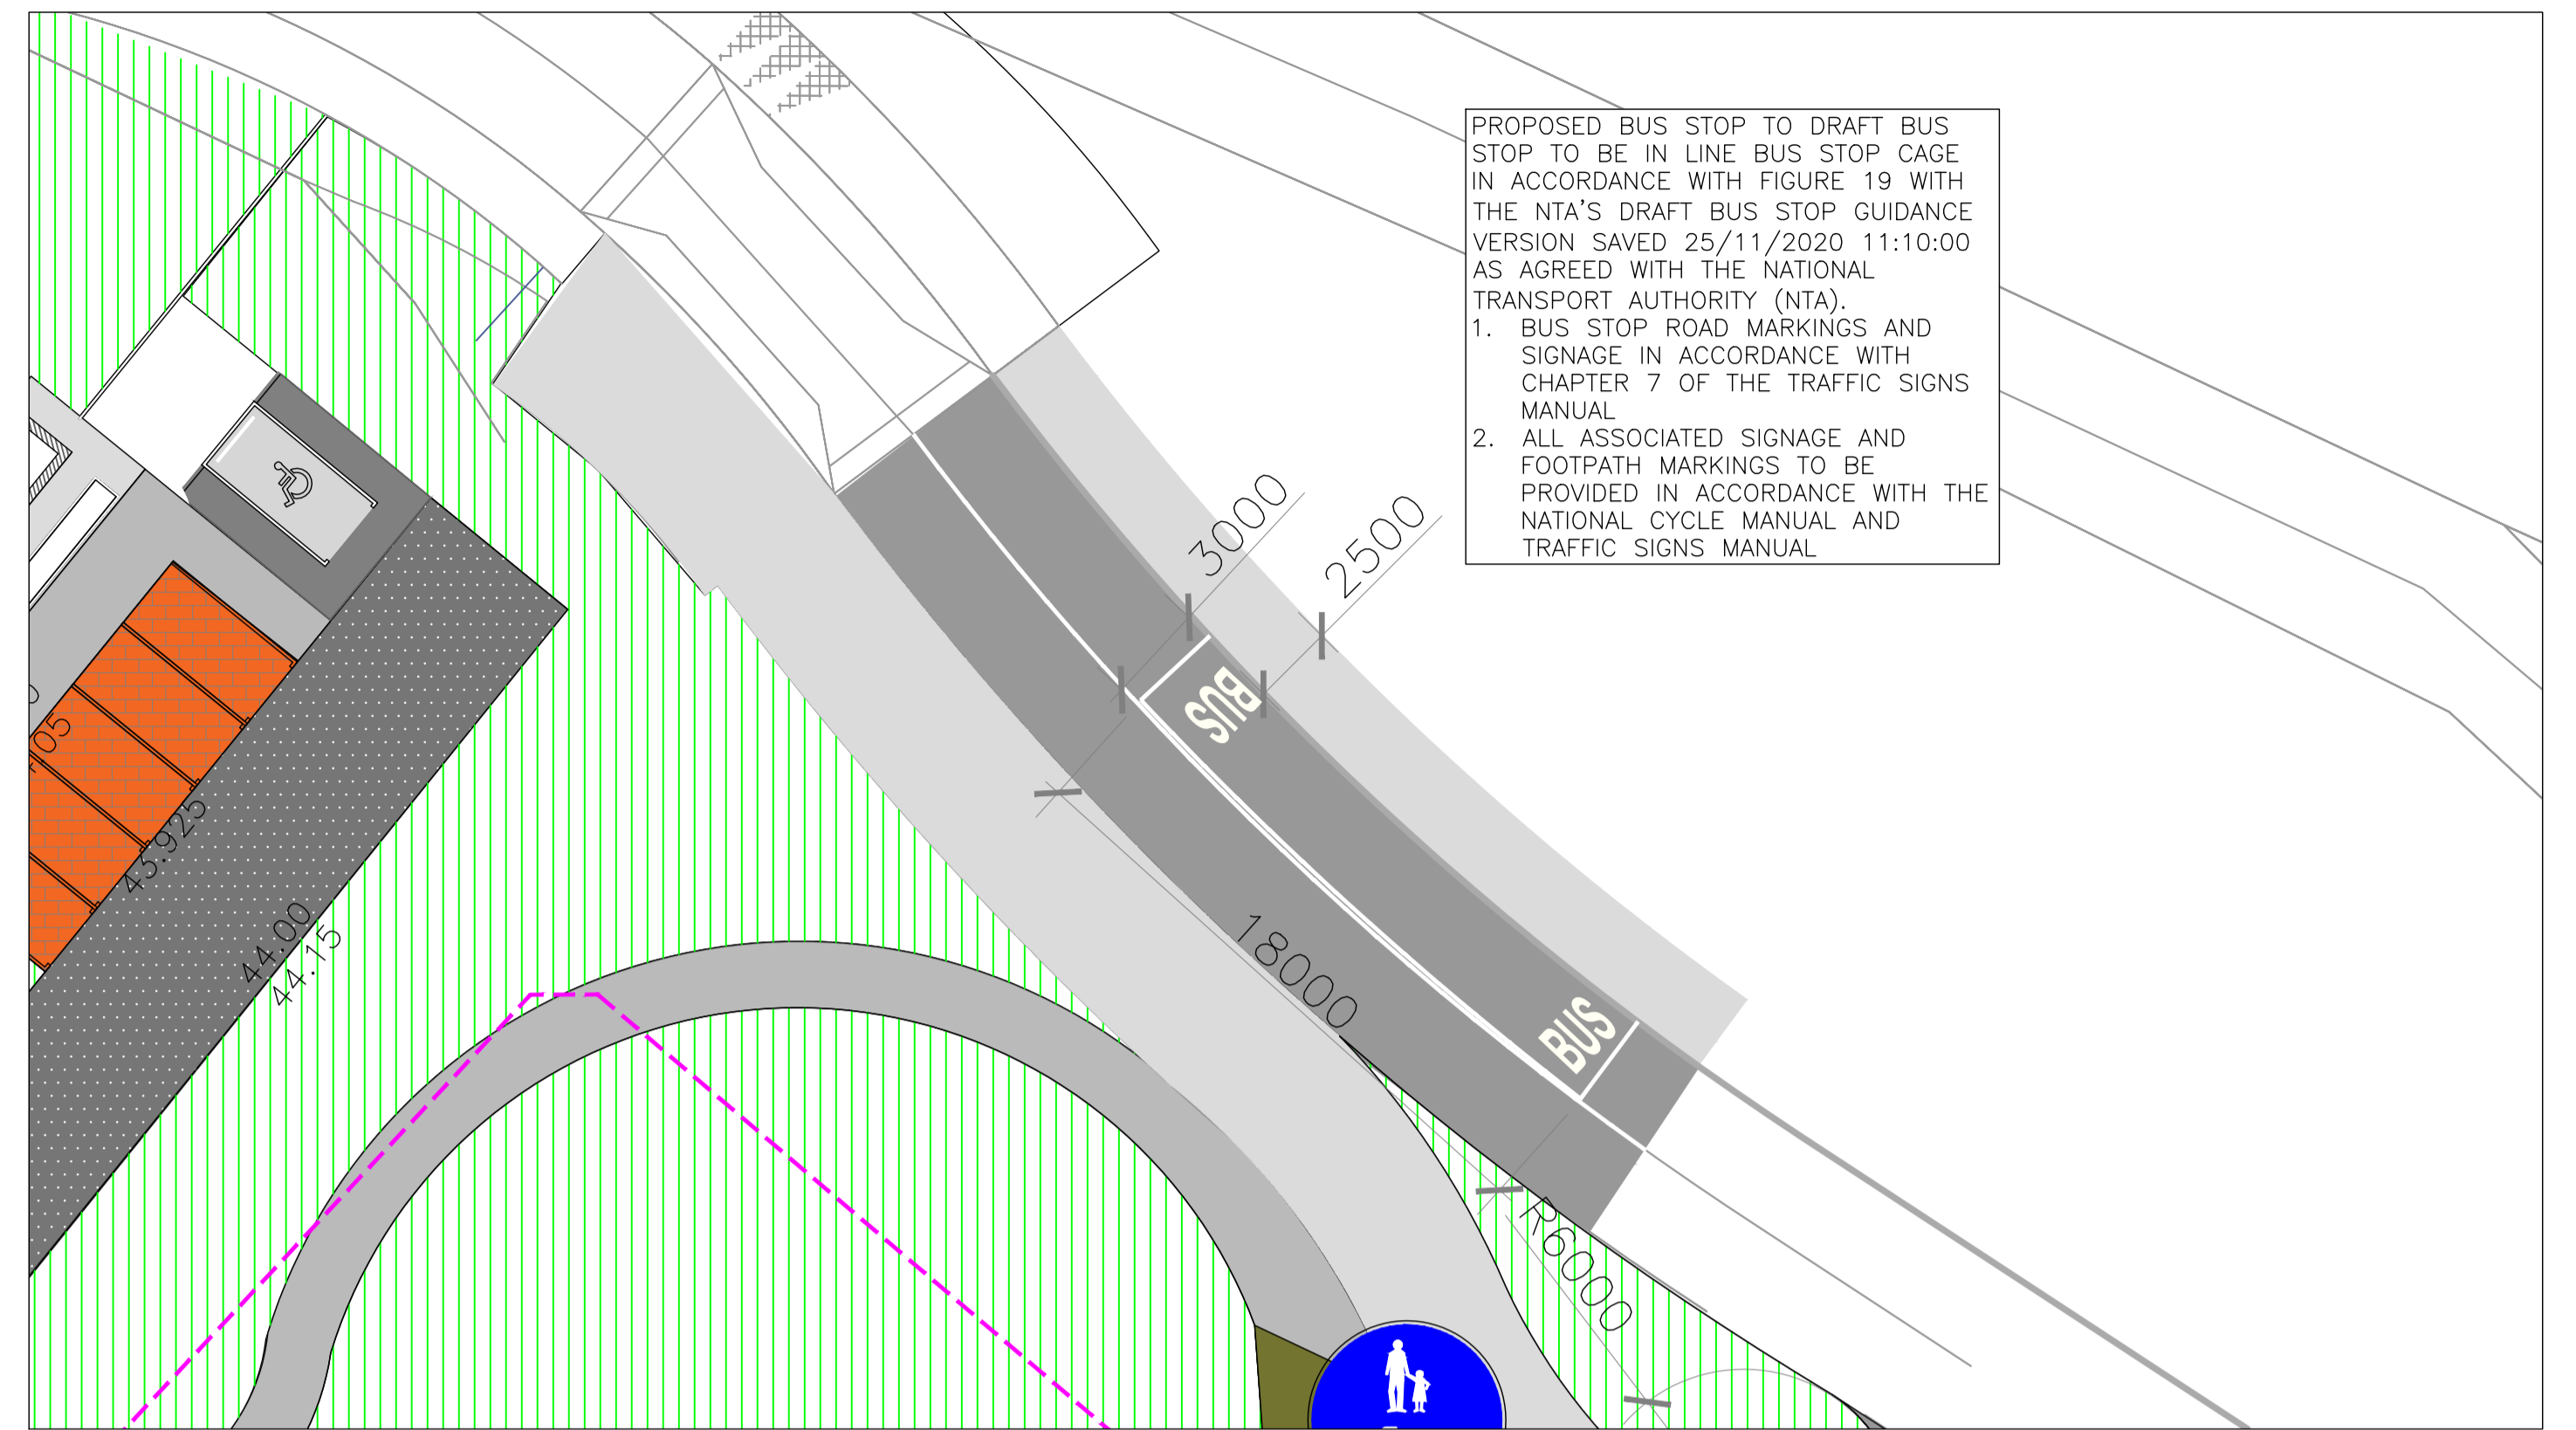 PROPOSED BUS STOP TO DRAFT BUS
STOP TO BE IN LINE BUS STOP CAGE
IN ACCORDANCE WITH FIGURE 19 WITH
THE NTA'S DRAFT BUS STOP GUIDANCE
VERSION SAVED 25/11/2020 11:10:00
AS AGREED WITH THE NATIONAL
TRANSPORT AUTHORITY (NTA).
1. BUS STOP ROAD MARKINGS AND
SIGNAGE IN ACCORDANCE WITH
CHAPTER 7 OF THE TRAFFIC SIGNS
MANUAL
2. ALL ASSOCIATED SIGNAGE AND
FOOTPATH MARKINGS TO BE
PROVIDED IN ACCORDANCE WITH THE
NATIONAL CYCLE MANUAL AND
TRAFFIC SIGNS MANUAL
3000
2500
BUS
18000
BUS
R6000
43.925
44.00
44.15